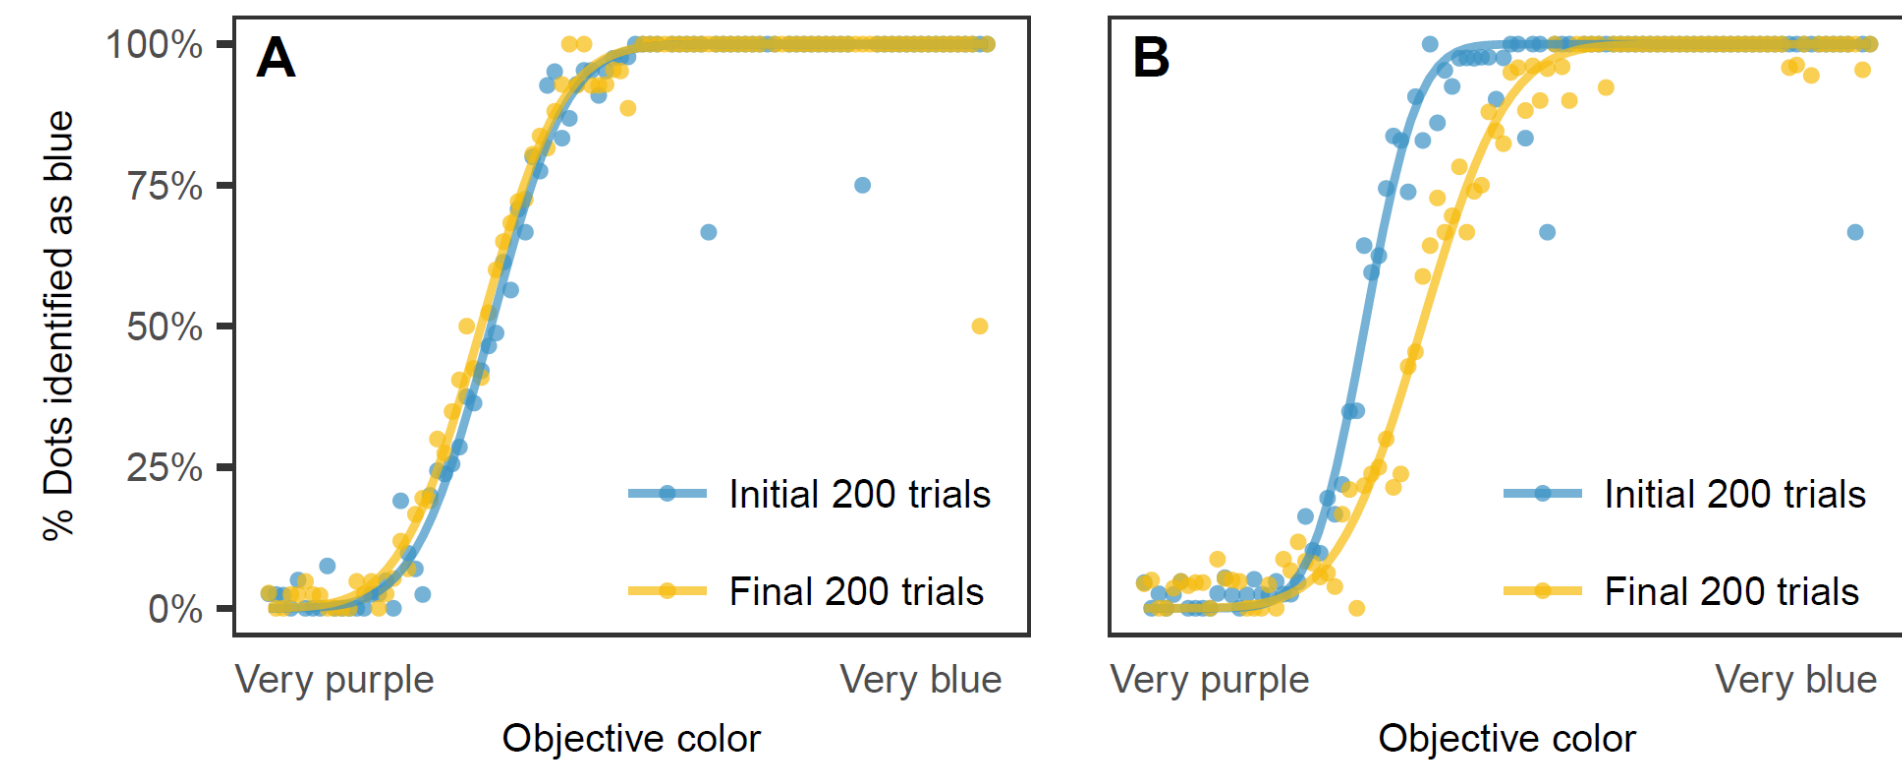 A
B
100%
75%
50%
25%
0%
% Dots identified as blue
Initial 200 trials
Final 200 trials
Initial 200 trials
Final 200 trials
Very purple
Very blue
Very purple
Very blue
Objective color
Objective color